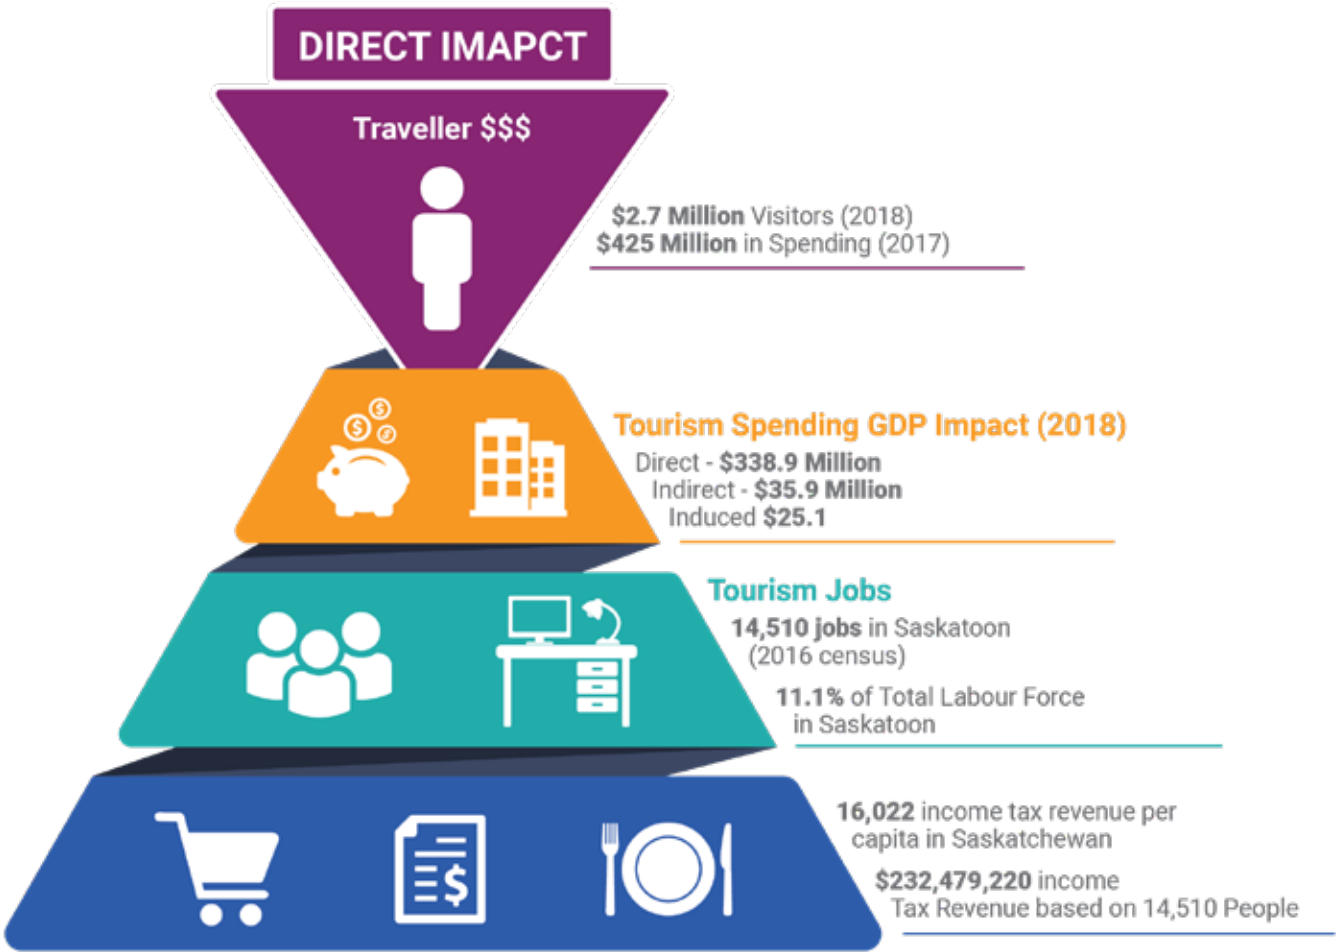 DIRECT IMAPCT
Traveller $$$
$2.7 Million Visitors (2018)
$425 Million in Spending (2017)
Tourism Spending GDP Impact (2018)
Direct - $338.9 Million
Indirect - $35.9 Million
Induced $25.1
Tourism Jobs
14,510 jobs in Saskatoon
(2016 census)
11.1% of Total Labour Force
in Saskatoon
16,022 income tax revenue per
capita in Saskatchewan
$232,479,220 income
Tax Revenue based on 14,510 People